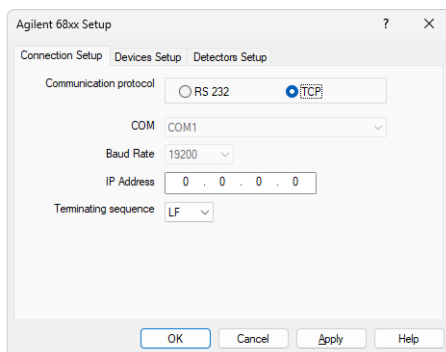 Agilent 68xx Setup ? ×
Connection Setup Devices Setup Detectors Setup
Communication protocol RS 232 TCP
COM COM1
Baud Rate 19200
IP Address 0 . 0 . 0 . 0
Terminating sequence LF
OK Cancel Apply Help